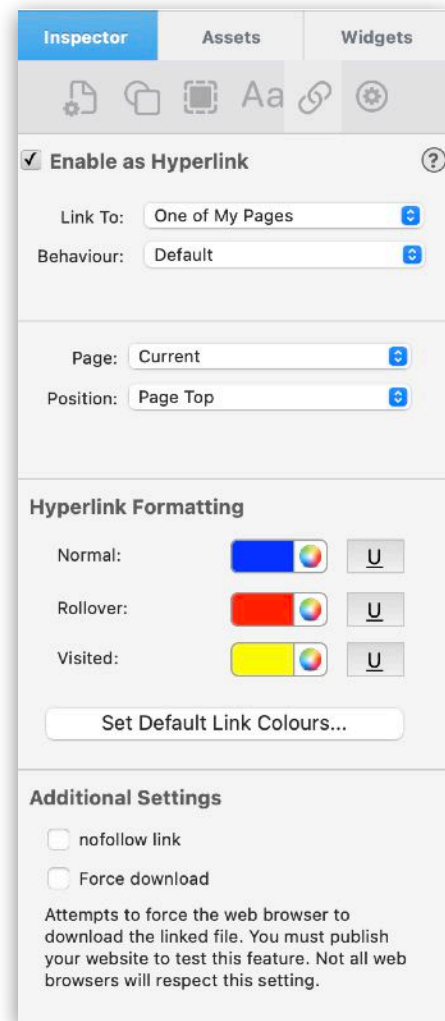 Inspector Assets Widgets
Aa
✓ Enable as Hyperlink ?
Link To: One of My Pages
Behaviour: Default
Page: Current
Position: Page Top
Hyperlink Formatting
Normal: U
Rollover: U
Visited: U
Set Default Link Colours...
Additional Settings
nofollow link
Force download
Attempts to force the web browser to
download the linked file. You must publish
your website to test this feature. Not all web
browsers will respect this setting.